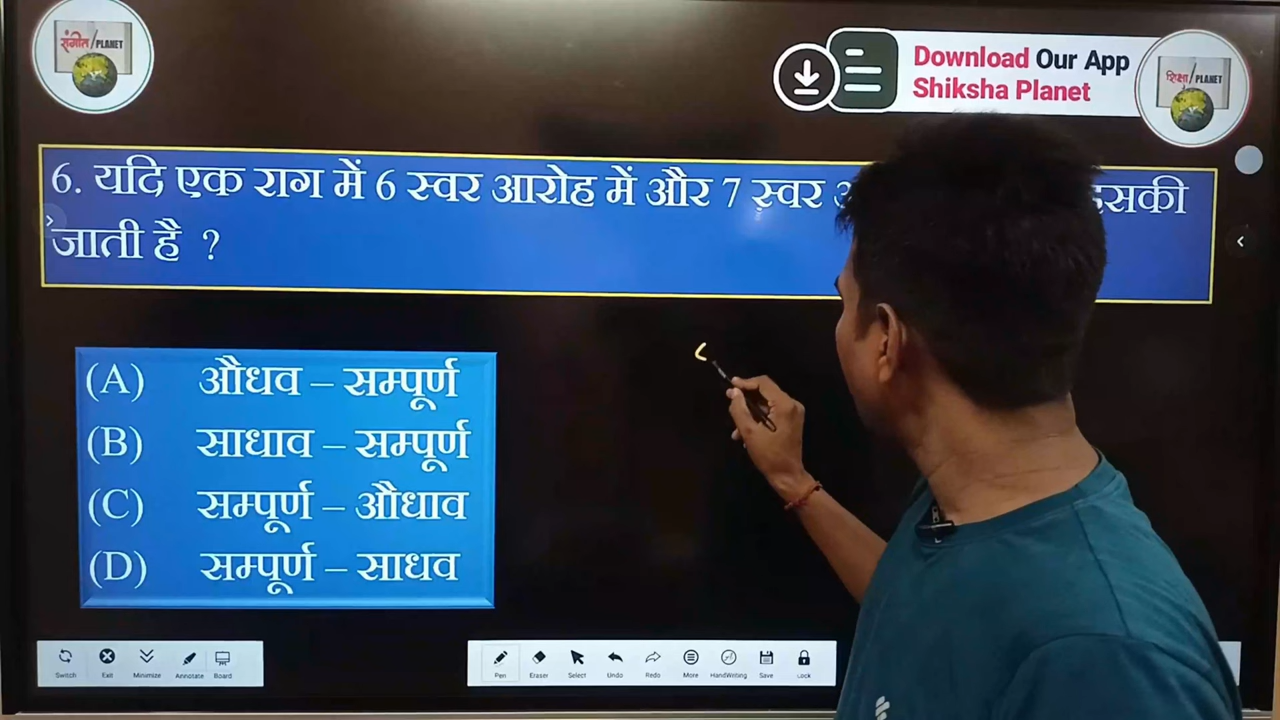 संगीत/PLANET
Download Our App
Shiksha Planet
शिक्षा/PLANET
6. यदि एक राग में 6 स्वर आरोह में और 7 स्वर
जाती है ?
(A) औधव – सम्पूर्ण
(B) साधाव – सम्पूर्ण
(C) सम्पूर्ण – औधाव
(D) सम्पूर्ण – साधव
Switch Exit Minimize Annotate Board
Pen Eraser Select Undo Redo More HandWriting Save Lock